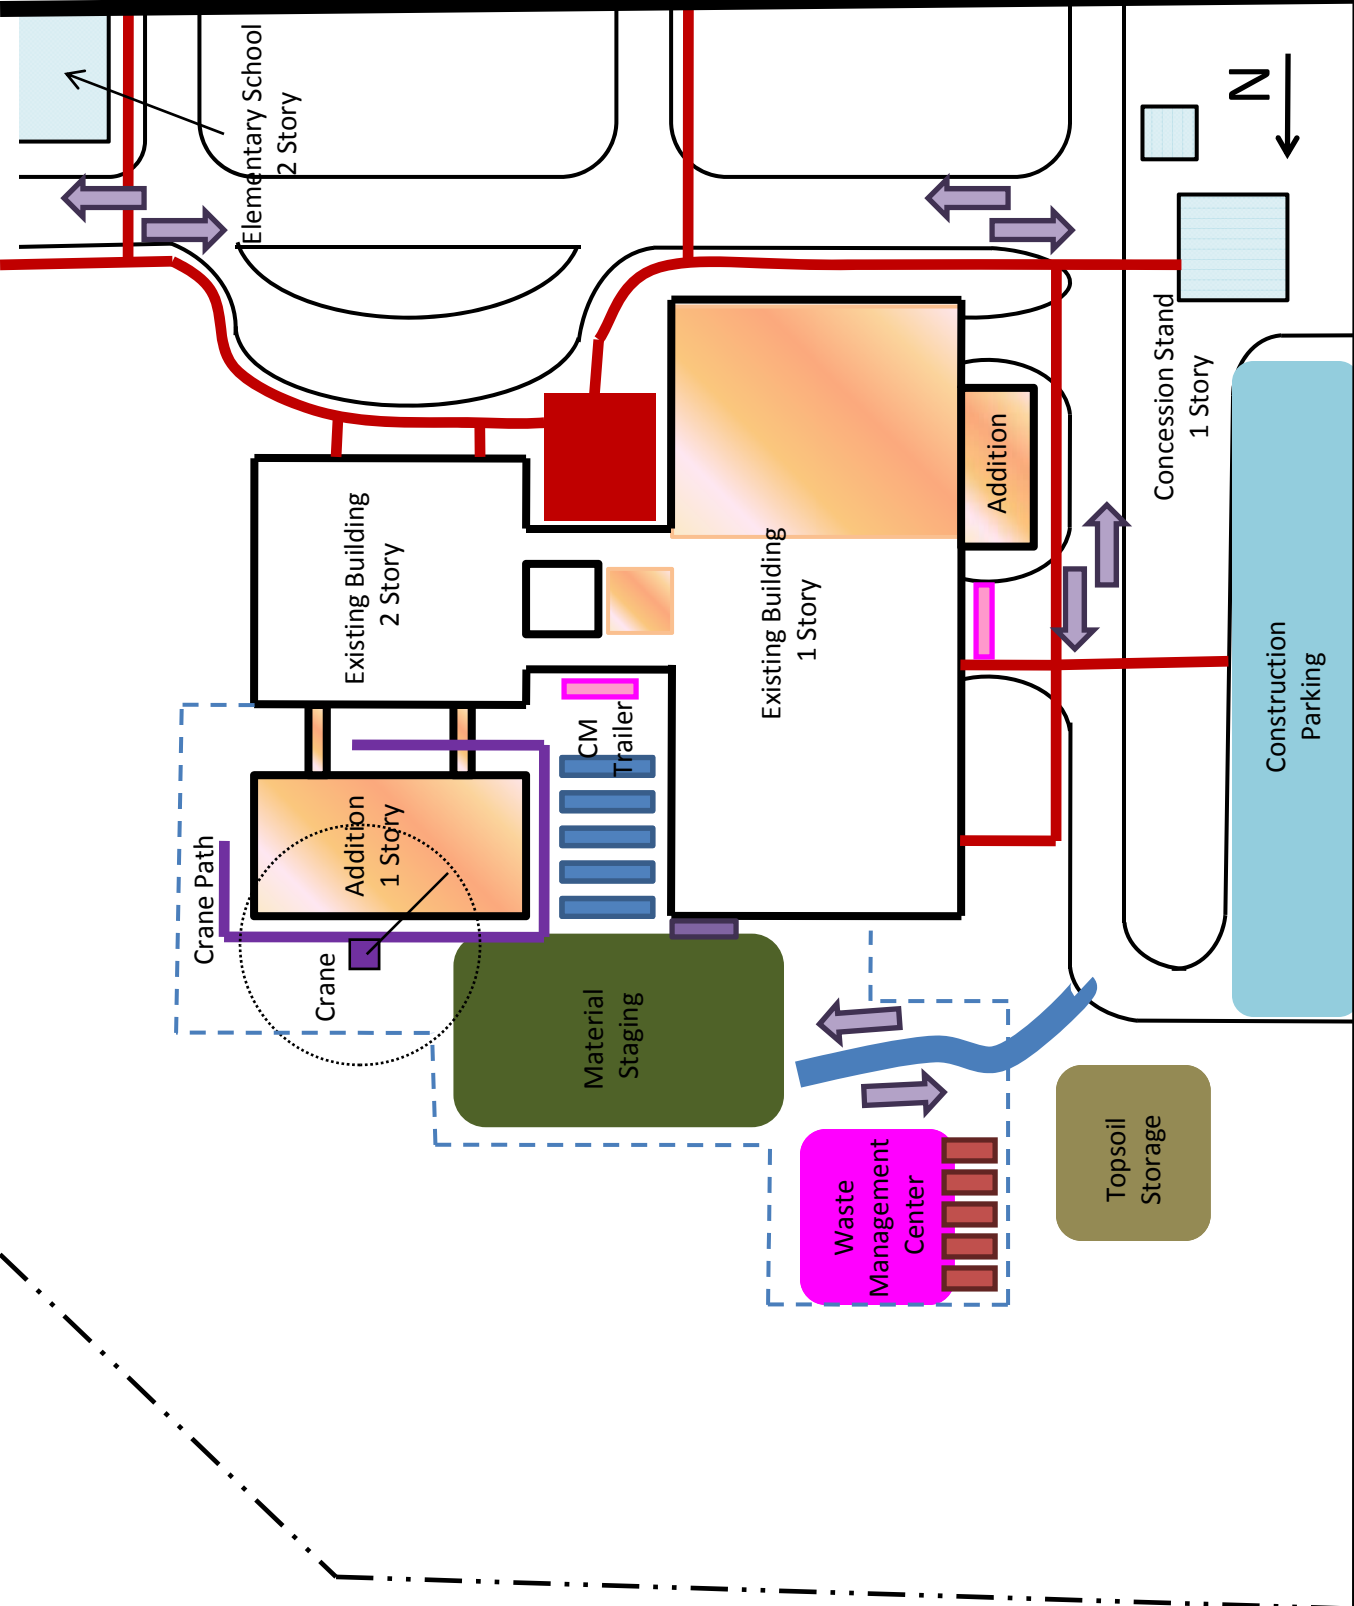 Elementary School
2 Story
N
Concession Stand
1 Story
Addition
Existing Building
2 Story
Existing Building
1 Story
Construction
Parking
CM
Trailer
Addition
1 Story
Crane Path
Crane
Material
Staging
Waste
Management
Center
Topsoil
Storage